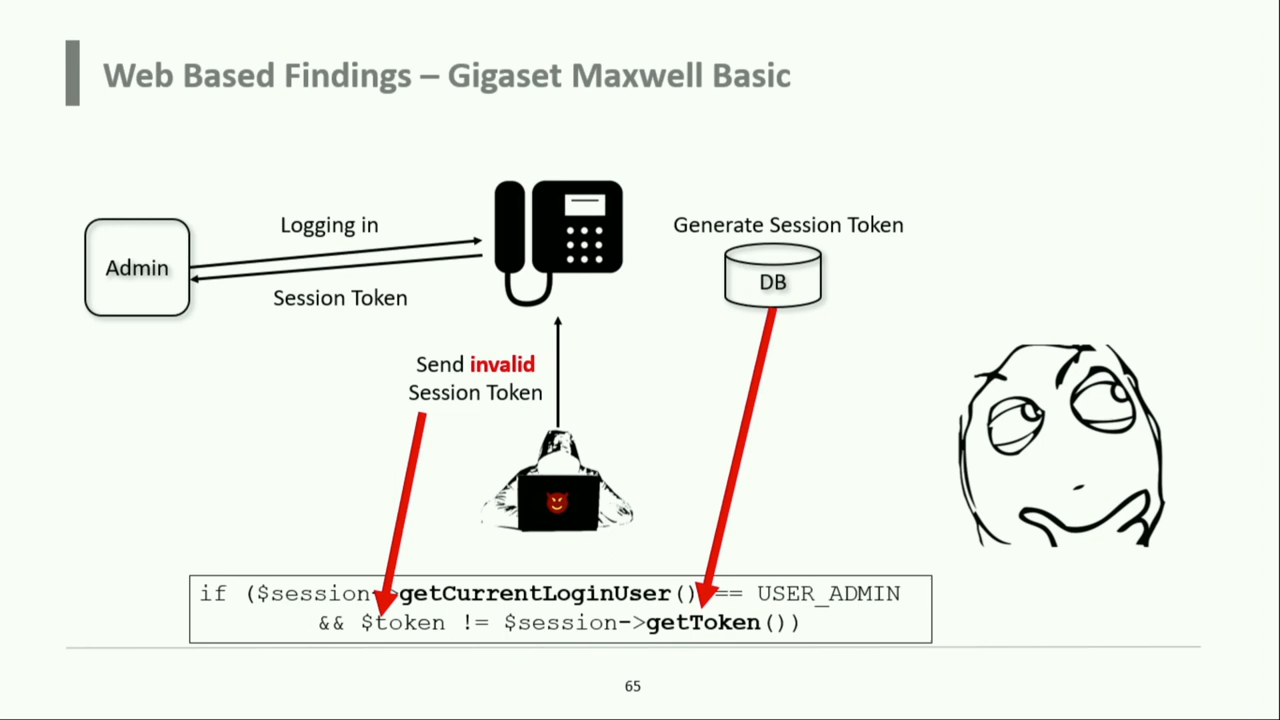 Web Based Findings – Gigaset Maxwell Basic
Logging in
Admin
Session Token
Generate Session Token
DB
Send invalid
Session Token
if ($session->getCurrentLoginUser() == USER_ADMIN
&& $token != $session->getToken())
65